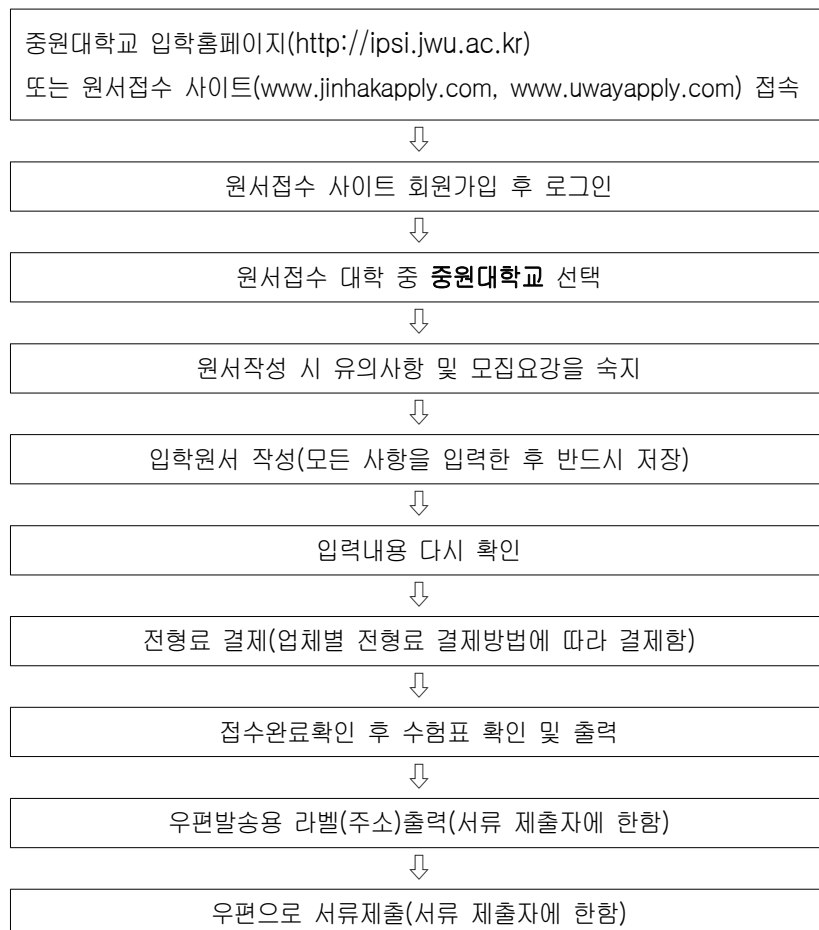 중원대학교 입학홈페이지(http://ipsi.jwu.ac.kr)
또는 원서접수 사이트(www.jinhakapply.com, www.uwayapply.com) 접속
⇩
원서접수 사이트 회원가입 후 로그인
⇩
원서접수 대학 중 중원대학교 선택
⇩
원서작성 시 유의사항 및 모집요강을 숙지
⇩
입학원서 작성(모든 사항을 입력한 후 반드시 저장)
⇩
입력내용 다시 확인
⇩
전형료 결제(업체별 전형료 결제방법에 따라 결제함)
⇩
접수완료확인 후 수험표 확인 및 출력
⇩
우편발송용 라벨(주소)출력(서류 제출자에 한함)
⇩
우편으로 서류제출(서류 제출자에 한함)